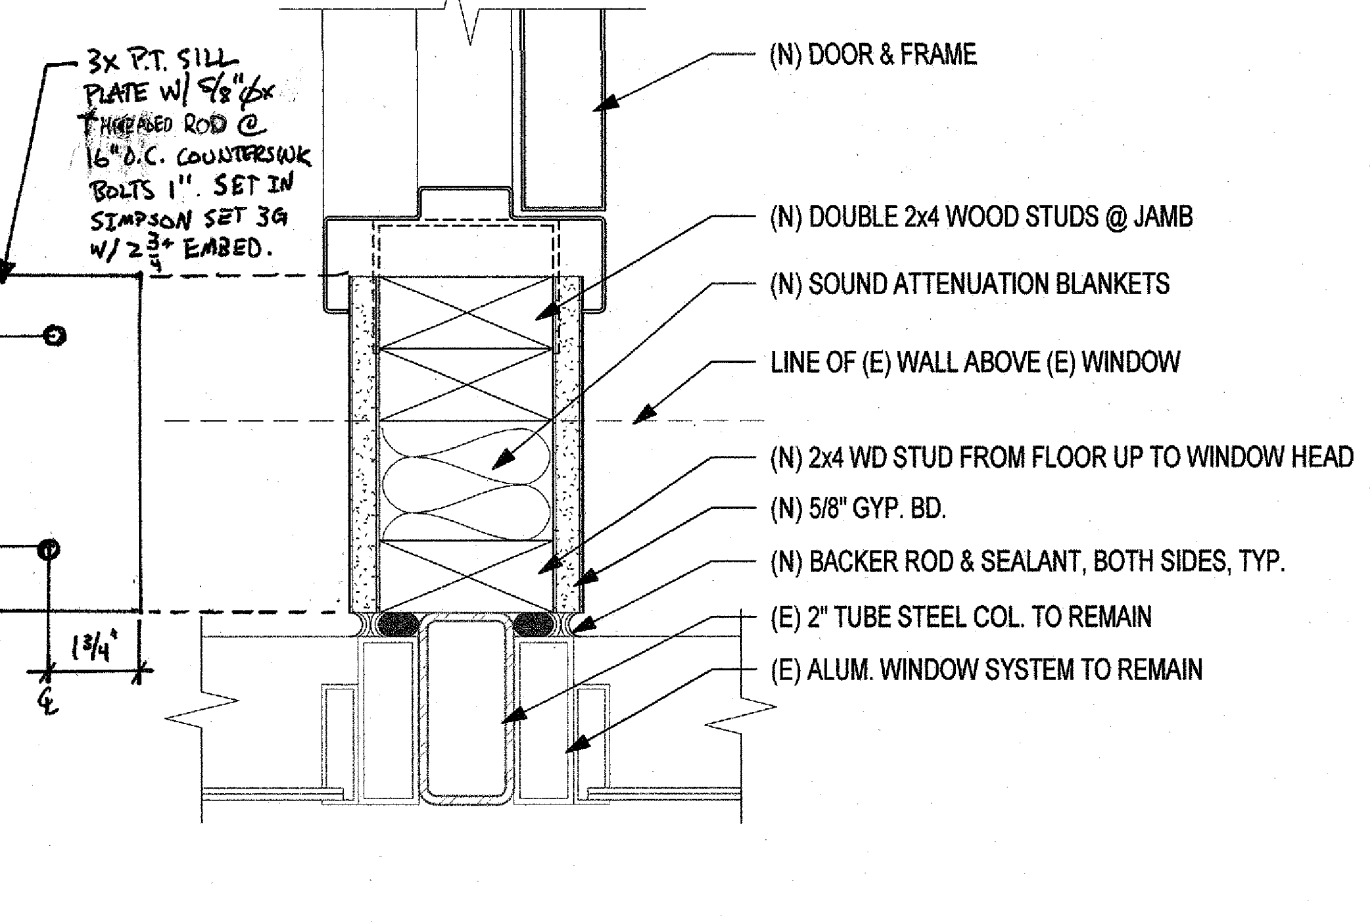 3X P.T. SILL
PLATE W/ 5/8"⌀x
THREADED ROD @
16" O.C. COUNTERSINK
BOLTS 1". SET IN
SIMPSON SET 3G
W/ 2 3/4" EMBED.
1 3/4"
℄
(N) DOOR & FRAME
(N) DOUBLE 2x4 WOOD STUDS @ JAMB
(N) SOUND ATTENUATION BLANKETS
LINE OF (E) WALL ABOVE (E) WINDOW
(N) 2x4 WD STUD FROM FLOOR UP TO WINDOW HEAD
(N) 5/8" GYP. BD.
(N) BACKER ROD & SEALANT, BOTH SIDES, TYP.
(E) 2" TUBE STEEL COL. TO REMAIN
(E) ALUM. WINDOW SYSTEM TO REMAIN